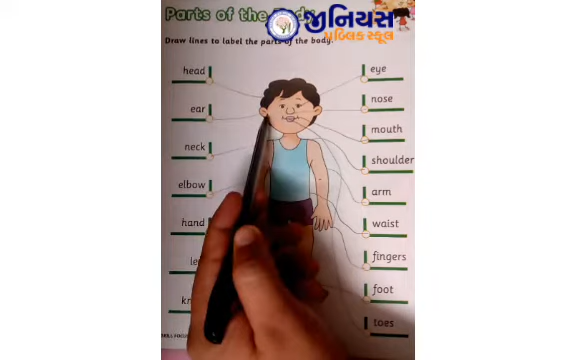 Parts of the Body
જીનિયસ
પબ્લિક સ્કૂલ
Draw lines to label the parts of the body.
head
ear
neck
elbow
hand
eye
nose
mouth
shoulder
arm
waist
fingers
foot
toes